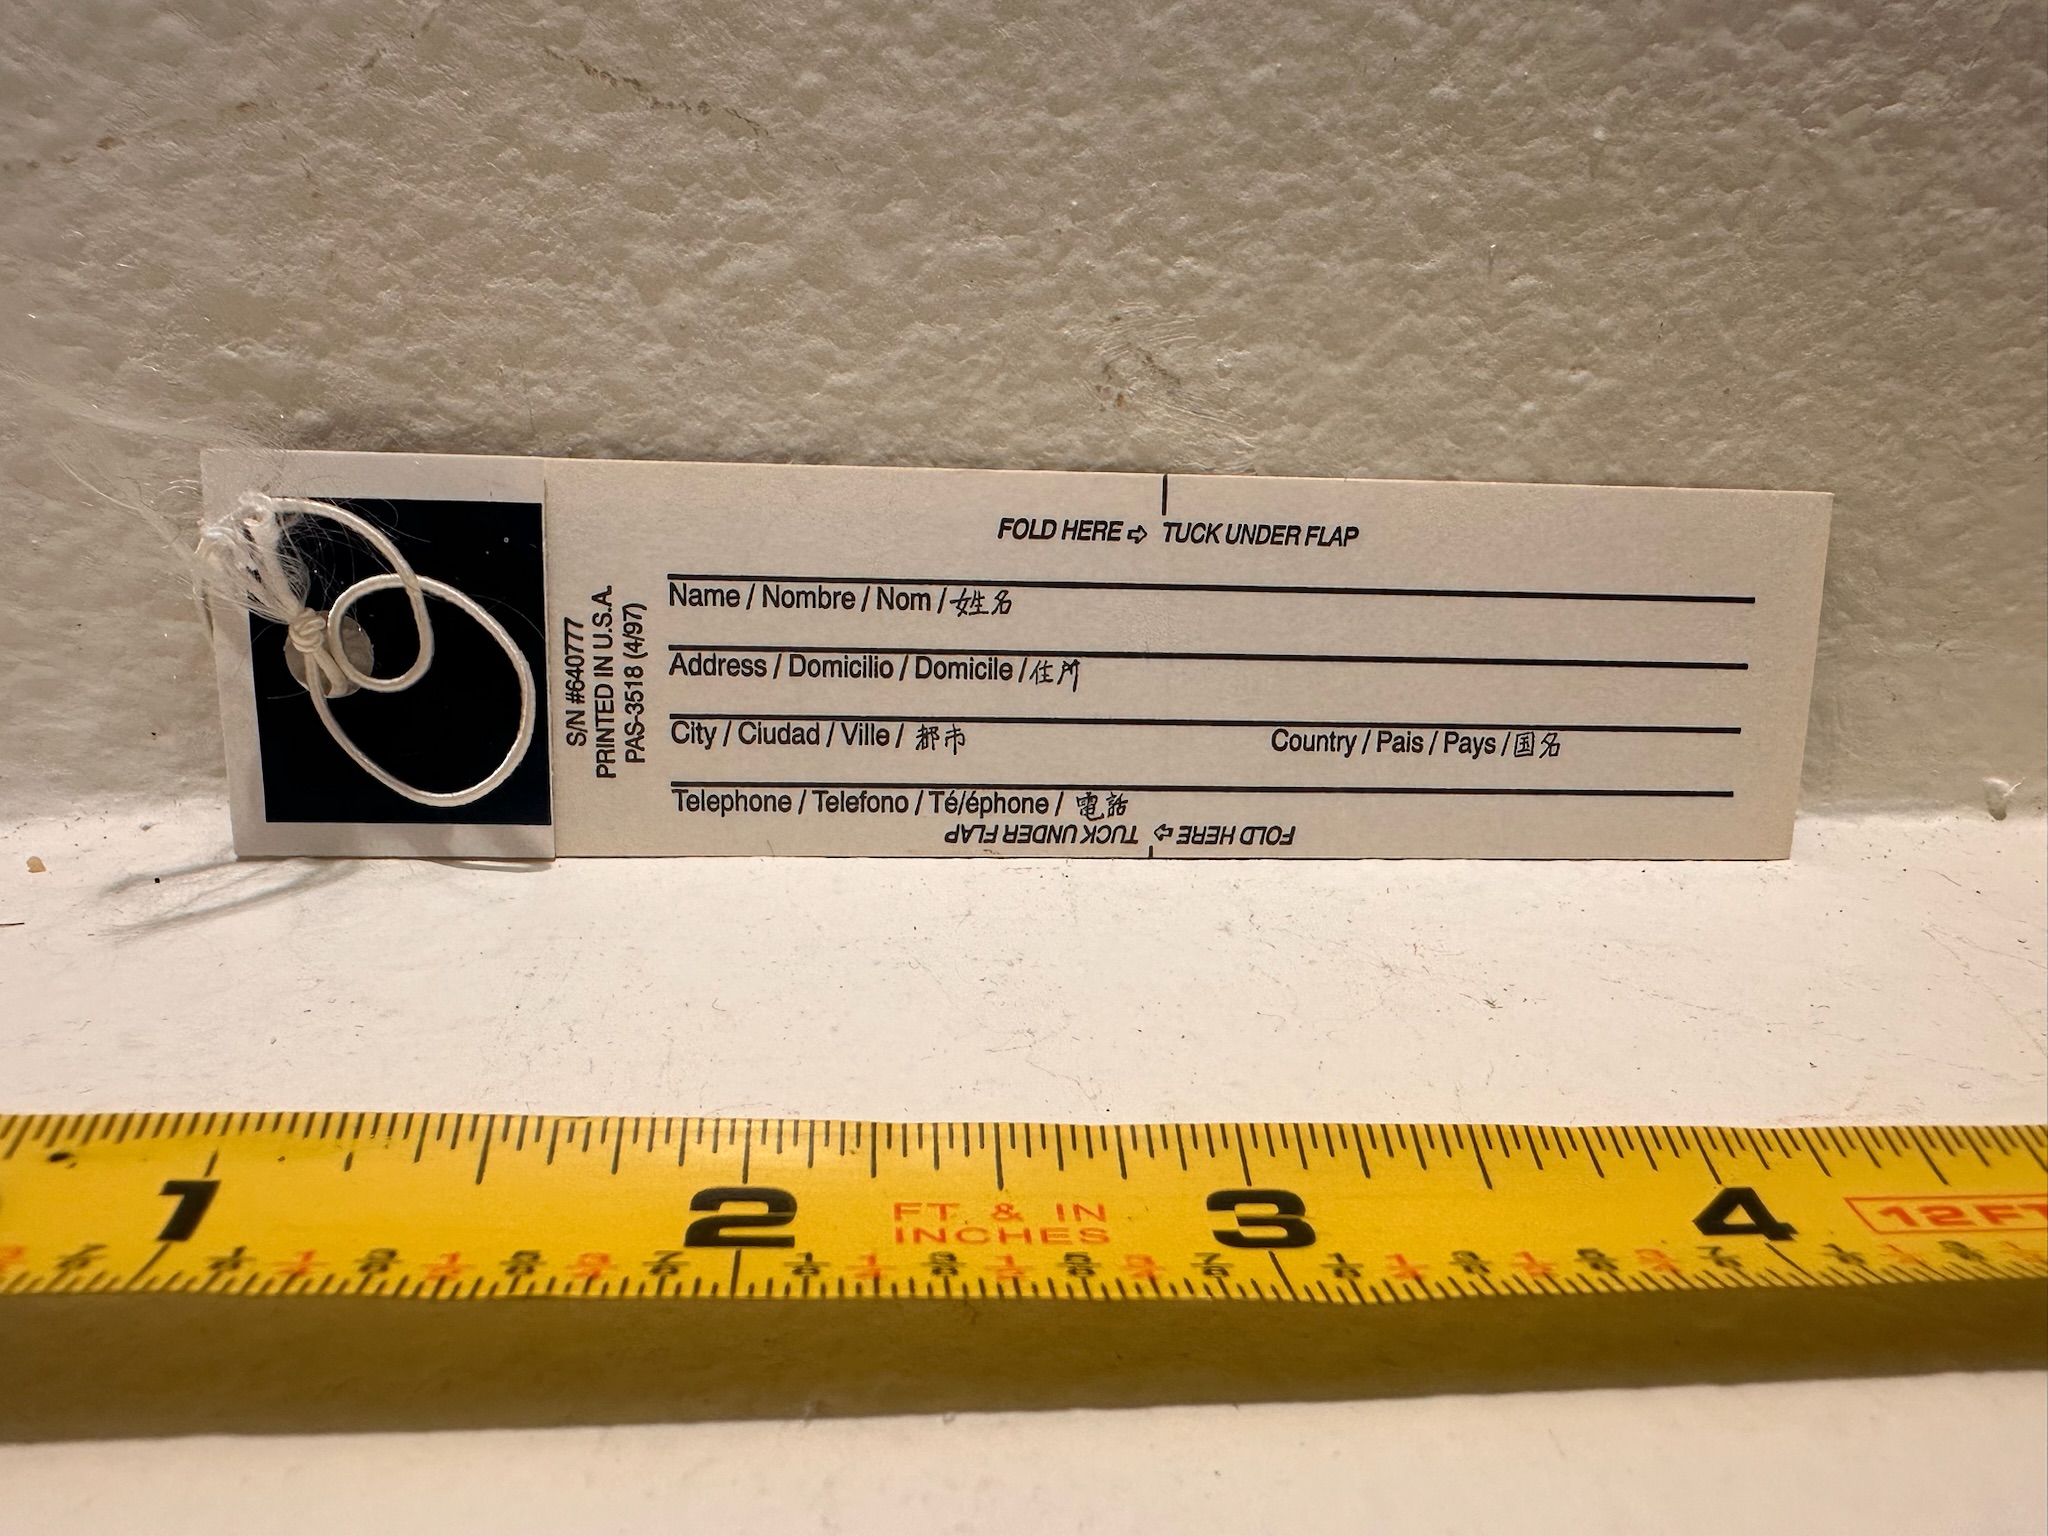 S/N #640777
PRINTED IN U.S.A.
PAS-3518 (4/97)
FOLD HERE ⇨ TUCK UNDER FLAP
Name / Nombre / Nom / 姓名
Address / Domicilio / Domicile / 住所
City / Ciudad / Ville / 都市
Country / Pais / Pays / 国名
Telephone / Telefono / Té/éphone / 電話
FOLD HERE ⇨ TUCK UNDER FLAP
1 2 FT. & IN 3 4 12FT
INCHES